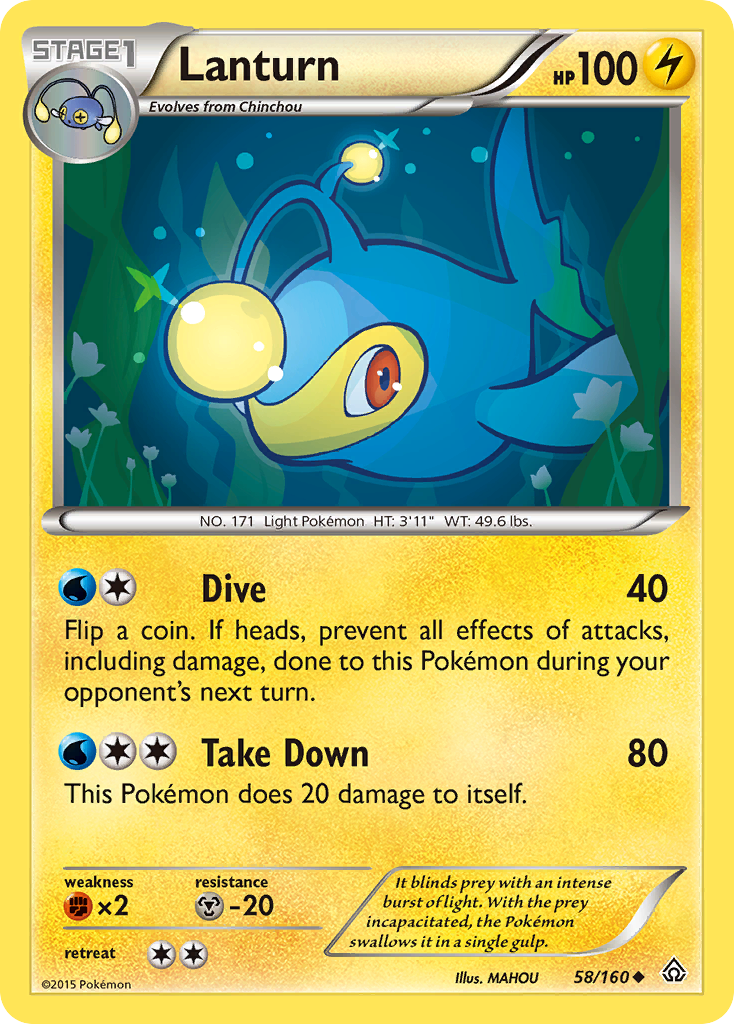 STAGE1
Lanturn
HP100
Evolves from Chinchou
NO. 171 Light Pokémon HT: 3'11" WT: 49.6 lbs.
Dive 40
Flip a coin. If heads, prevent all effects of attacks,
including damage, done to this Pokémon during your
opponent's next turn.
Take Down 80
This Pokémon does 20 damage to itself.
weakness resistance
×2 -20
retreat
It blinds prey with an intense
burst of light. With the prey
incapacitated, the Pokémon
swallows it in a single gulp.
©2015 Pokémon
Illus. MAHOU 58/160